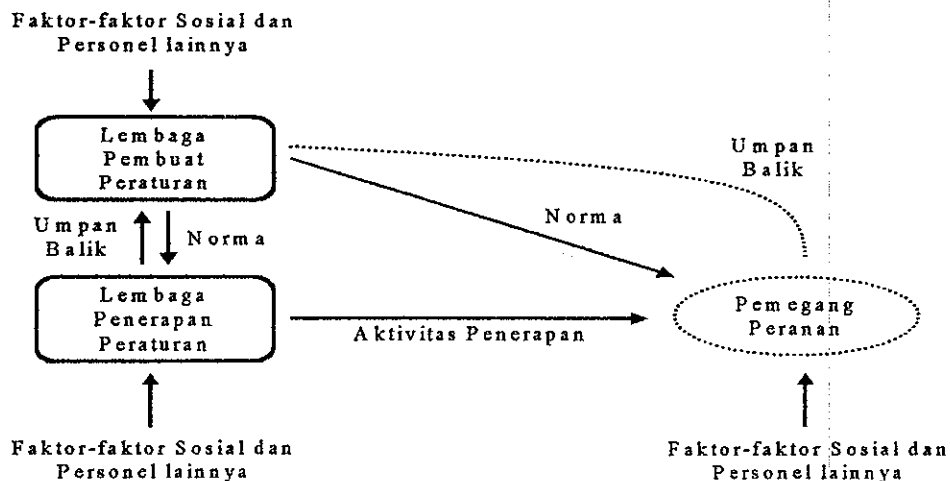 Faktor-faktor Sosial dan
Personel lainnya
Lembaga
Pembuat
Peraturan
Umpan
Balik
Norma
Umpan
Balik
Norma
Lembaga
Penerapan
Peraturan
Aktivitas Penerapan
Pemegang
Peranan
Faktor-faktor Sosial dan
Personel lainnya
Faktor-faktor Sosial dan
Personel lainnya